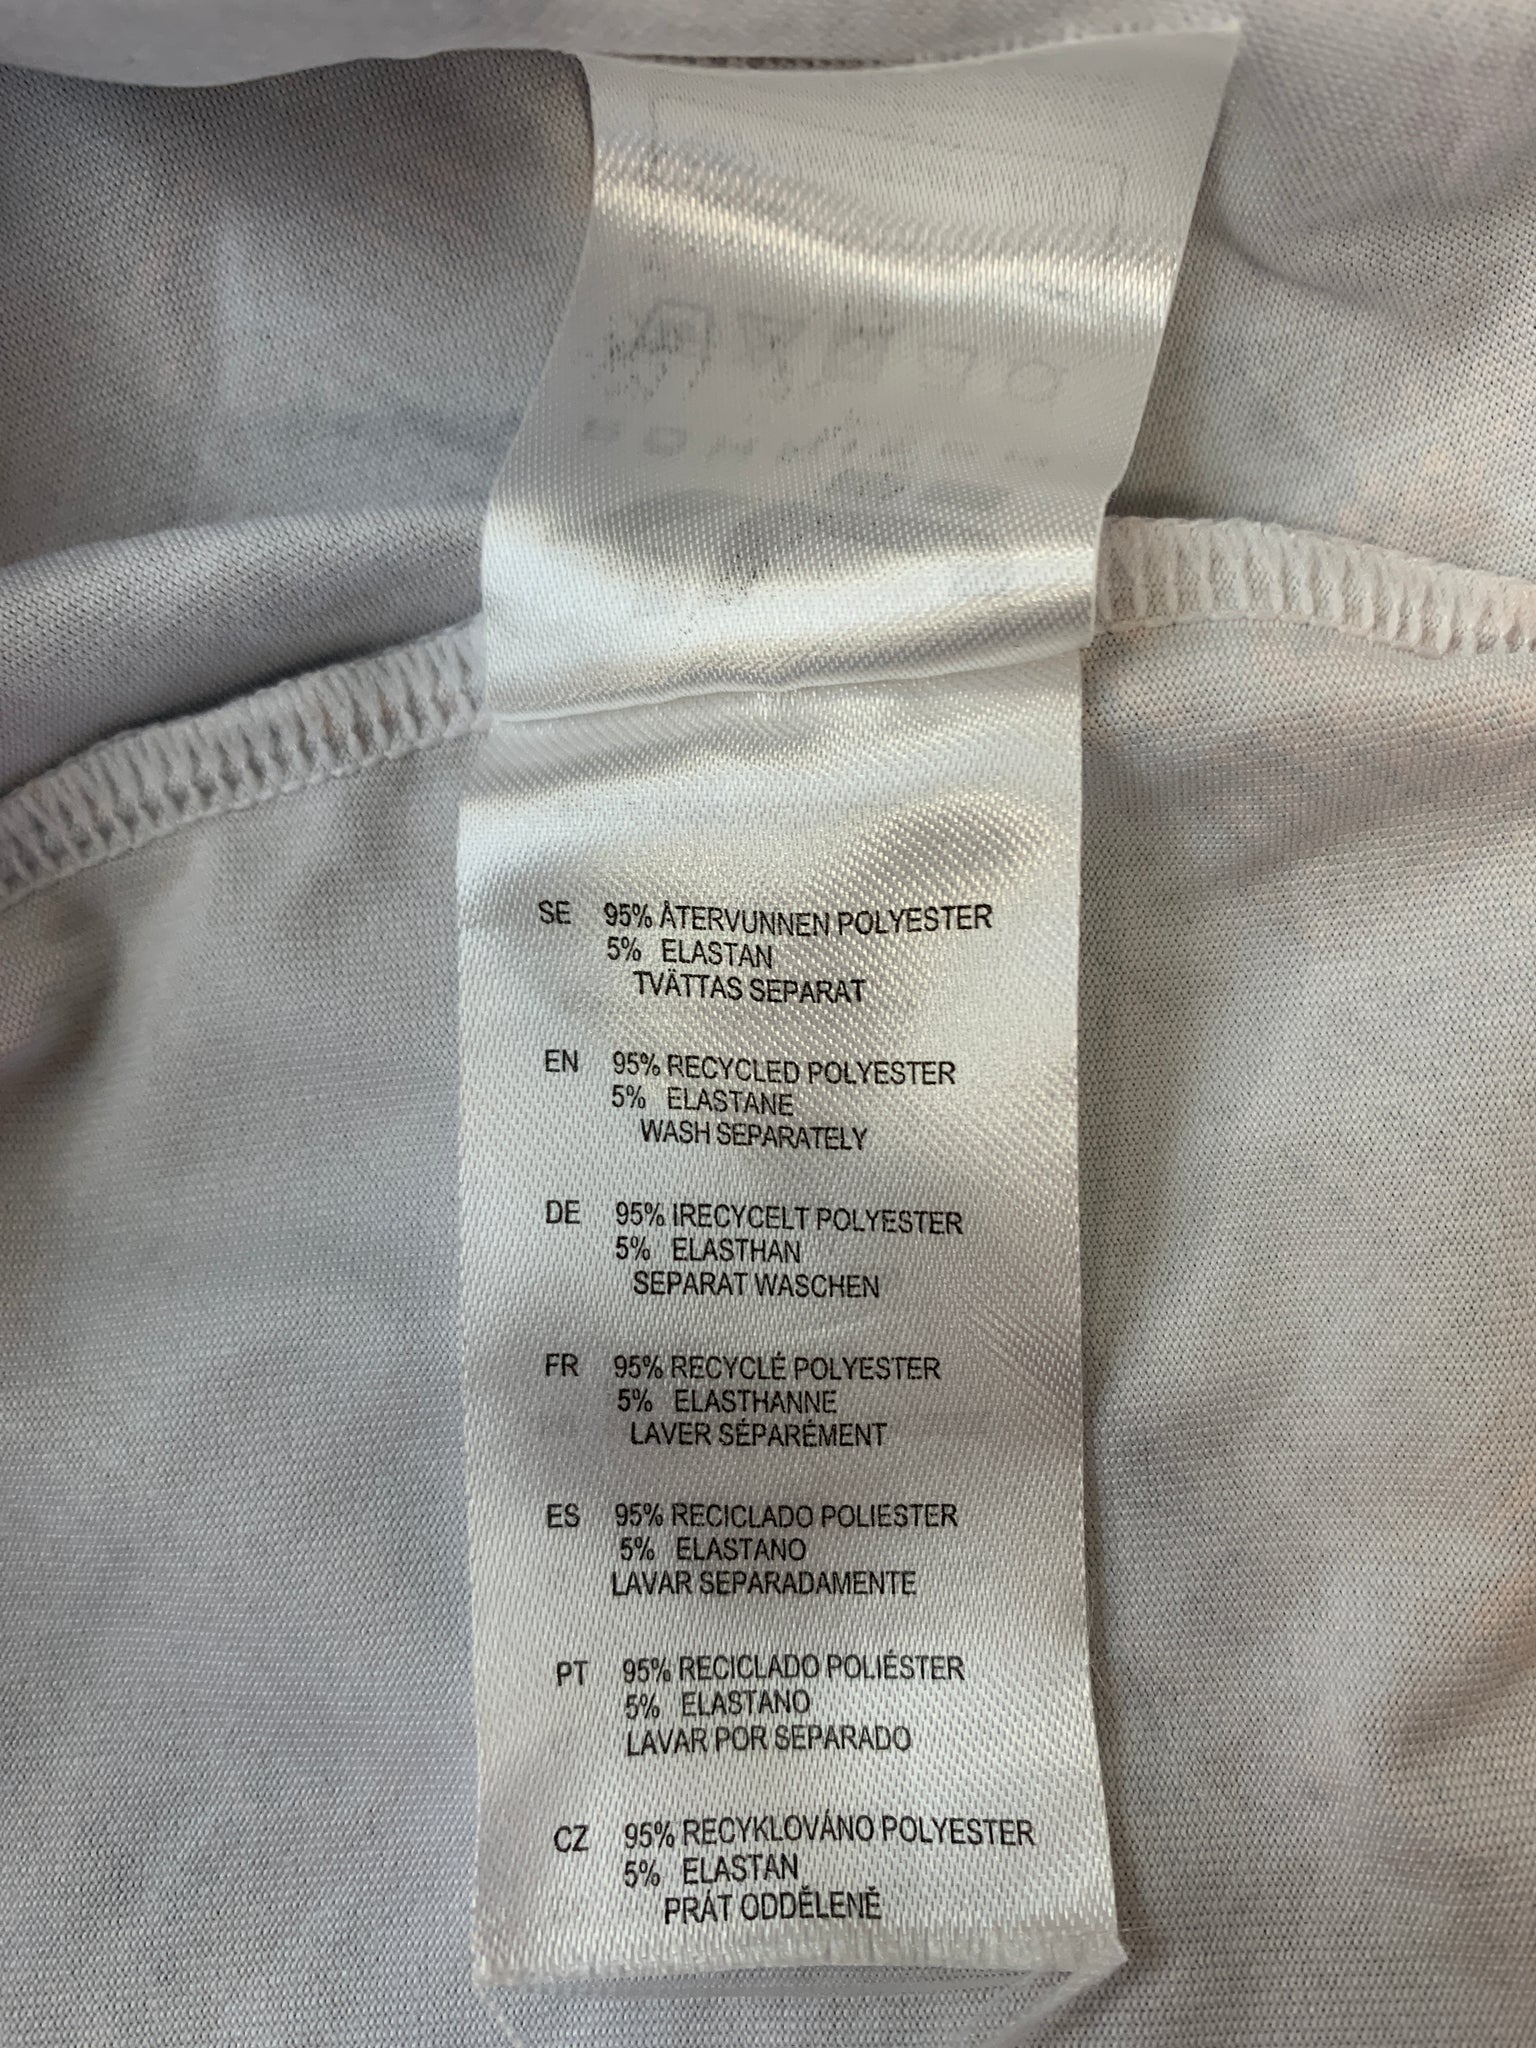 SE 95% ÅTERVUNNEN POLYESTER
5% ELASTAN
TVÄTTAS SEPARAT
EN 95% RECYCLED POLYESTER
5% ELASTANE
WASH SEPARATELY
DE 95% IRECYCELT POLYESTER
5% ELASTHAN
SEPARAT WASCHEN
FR 95% RECYCLÉ POLYESTER
5% ELASTHANNE
LAVER SÉPARÉMENT
ES 95% RECICLADO POLIESTER
5% ELASTANO
LAVAR SEPARADAMENTE
PT 95% RECICLADO POLIÉSTER
5% ELASTANO
LAVAR POR SEPARADO
CZ 95% RECYKLOVÁNO POLYESTER
5% ELASTAN
PRÁT ODDĚLENĚ